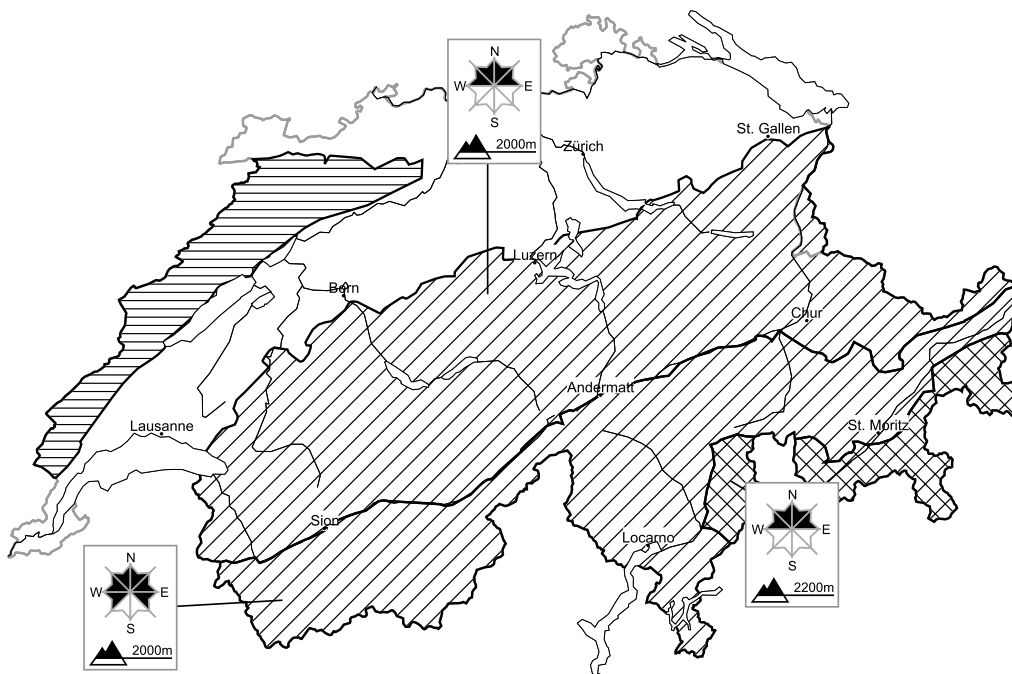 N
W E
S
2000m
St. Gallen
Zürich
Luzern
Bern
Chur
Andermatt
Lausanne
St. Moritz
N
W E
S
2200m
Sion
Locarno
N
W E
S
2000m